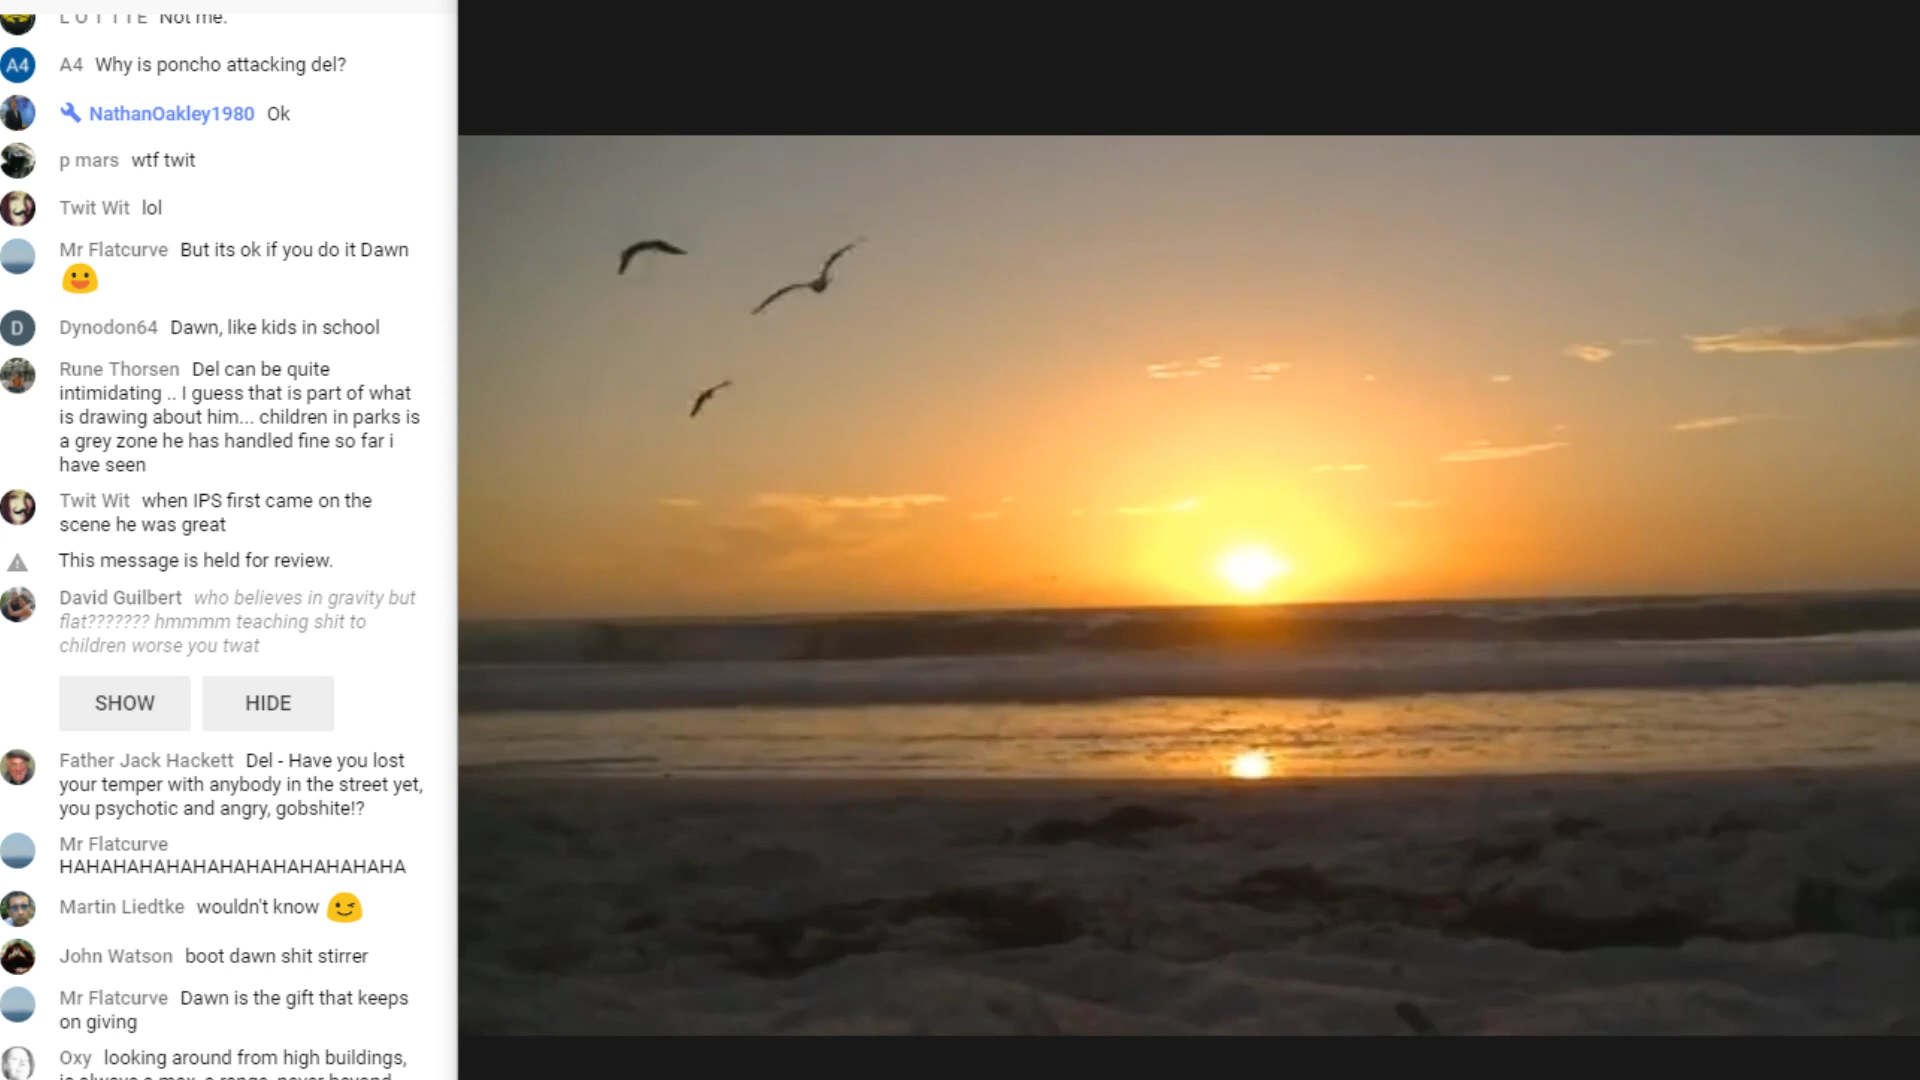 L O T T I E Not me.
A4 A4 Why is poncho attacking del?
NathanOakley1980 Ok
p mars wtf twit
Twit Wit lol
Mr Flatcurve But its ok if you do it Dawn
D Dynodon64 Dawn, like kids in school
Rune Thorsen Del can be quite
intimidating .. I guess that is part of what
is drawing about him... children in parks is
a grey zone he has handled fine so far i
have seen
Twit Wit when IPS first came on the
scene he was great
This message is held for review.
David Guilbert who believes in gravity but
flat??????? hmmmm teaching shit to
children worse you twat
SHOW HIDE
Father Jack Hackett Del - Have you lost
your temper with anybody in the street yet,
you psychotic and angry, gobshite!?
Mr Flatcurve
HAHAHAHAHAHAHAHAHAHAHAHAHA
Martin Liedtke wouldn't know
John Watson boot dawn shit stirrer
Mr Flatcurve Dawn is the gift that keeps
on giving
Oxy looking around from high buildings,
is always a max, a range, never beyond